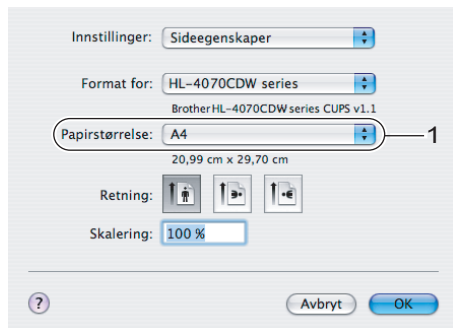 Innstillinger: Sideegenskaper
Format for: HL-4070CDW series
Brother HL-4070CDW series CUPS v1.1
Papirstørrelse: A4 1
20,99 cm x 29,70 cm
Retning:
Skalering: 100 %
? Avbryt OK